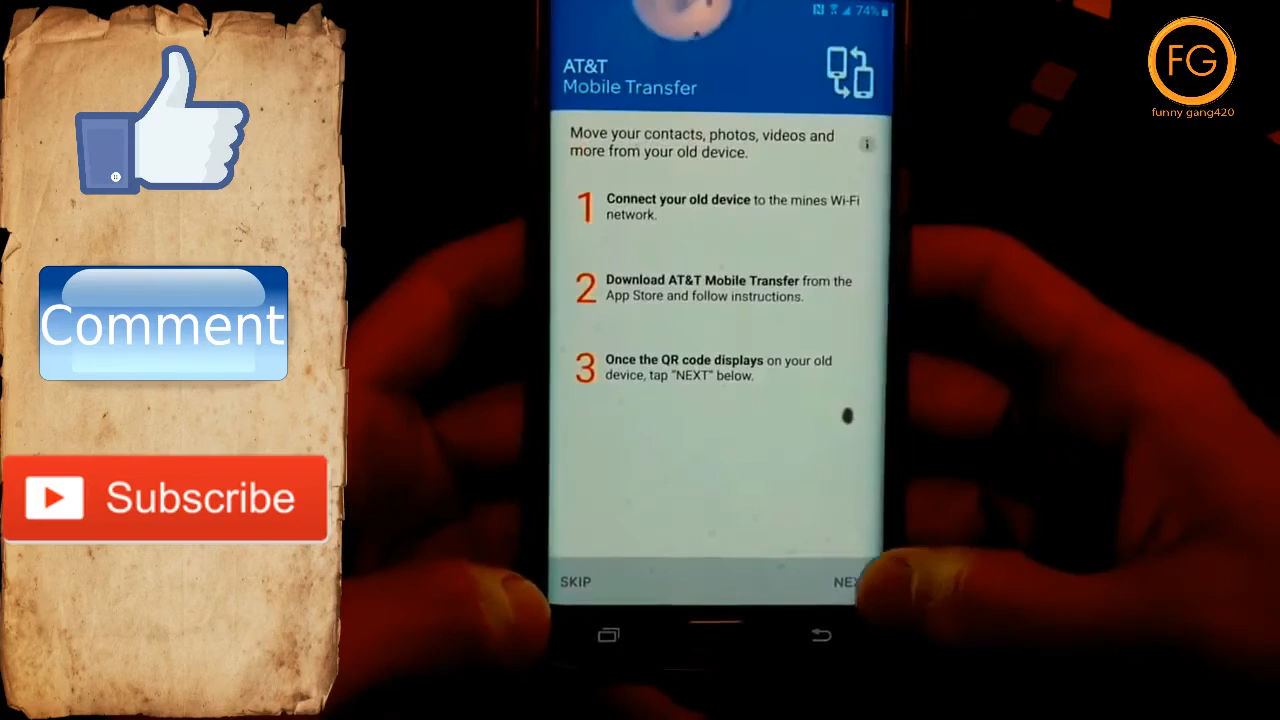 Comment
Subscribe
74%
AT&T
Mobile Transfer
Move your contacts, photos, videos and
more from your old device.
i
1
Connect your old device to the mines Wi-Fi
network.
2
Download AT&T Mobile Transfer from the
App Store and follow instructions.
3
Once the QR code displays on your old
device, tap "NEXT" below.
SKIP
FG
funny gang420